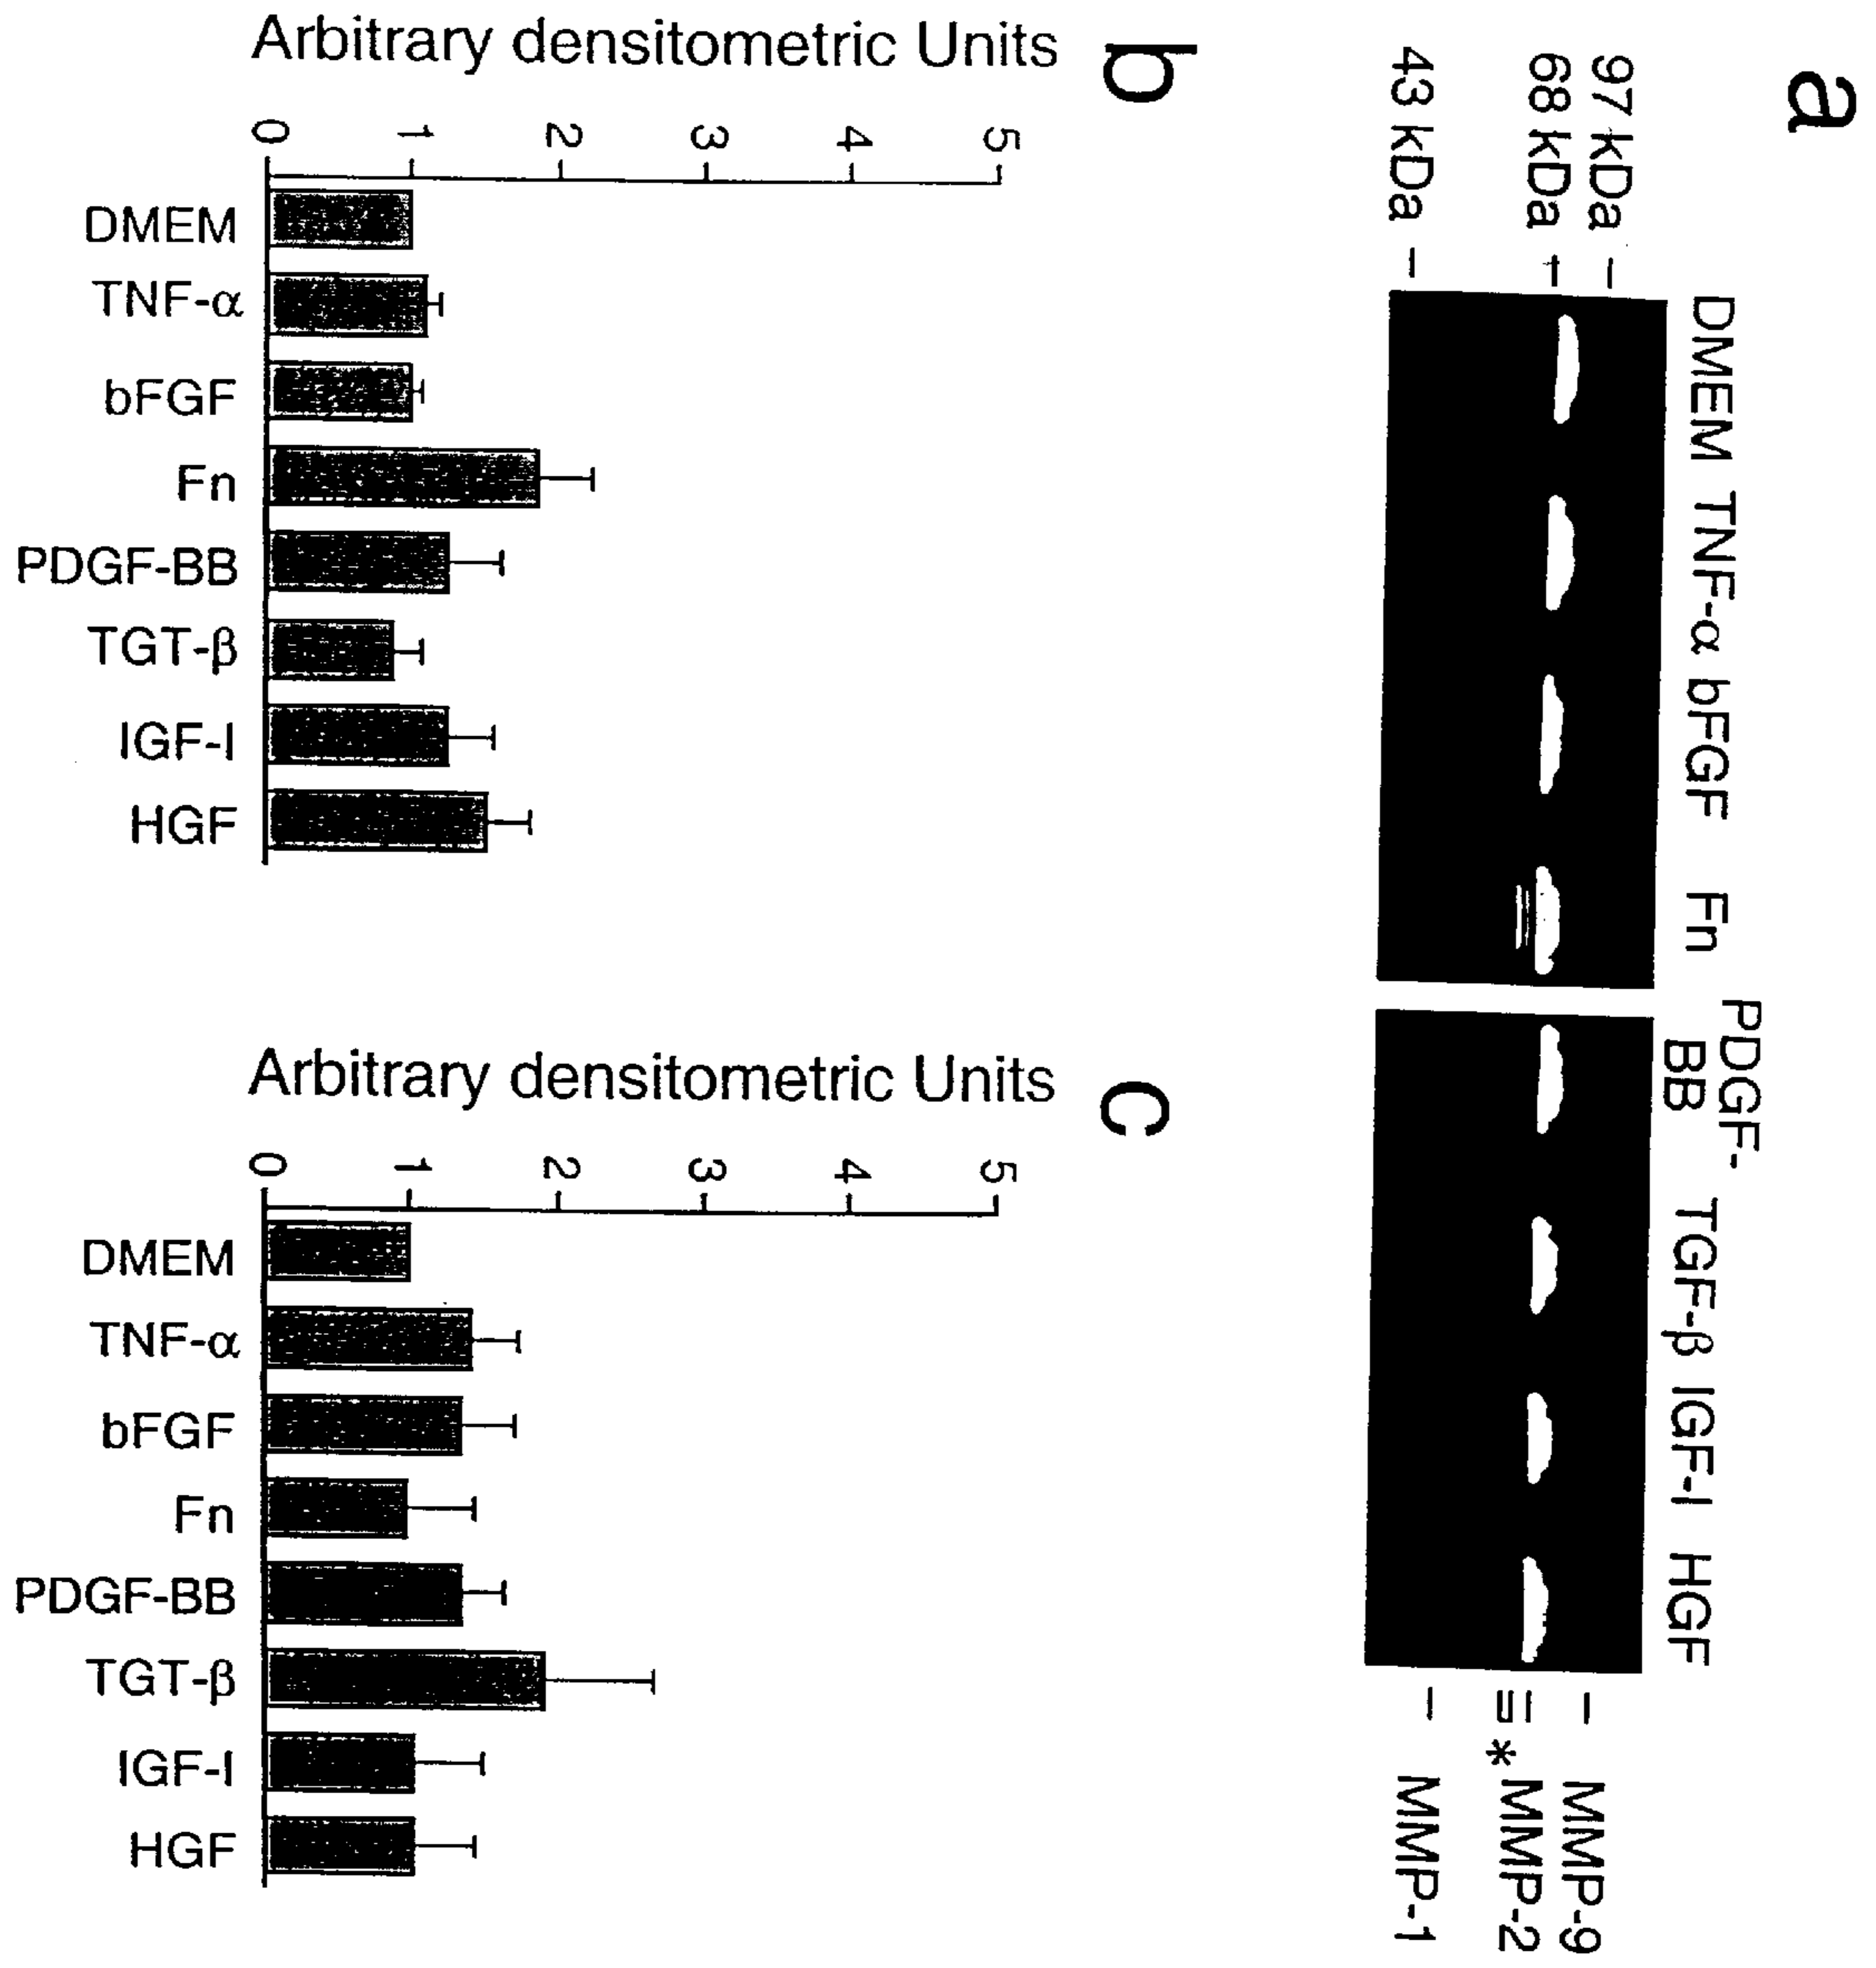 a
DMEM TNF-α bFGF Fn PDGF-BB TGF-β IGF-I HGF
97 kDa –
68 kDa –
43 kDa –
– MMP-9
= * MMP-2
– MMP-1
b
Arbitrary densitometric Units
5
4
3
2
1
0
DMEM
TNF-α
bFGF
Fn
PDGF-BB
TGT-β
IGF-I
HGF
c
Arbitrary densitometric Units
5
4
3
2
1
0
DMEM
TNF-α
bFGF
Fn
PDGF-BB
TGT-β
IGF-I
HGF